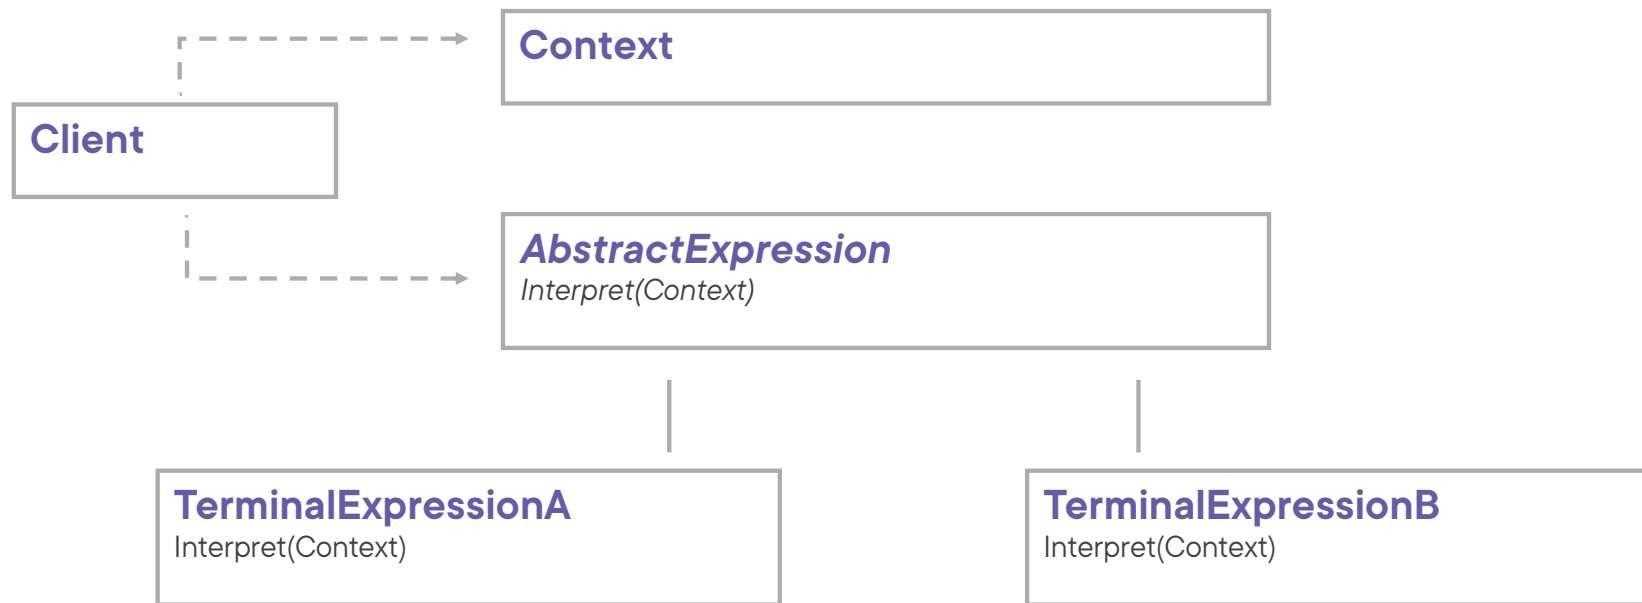 Context
Client
AbstractExpression
Interpret(Context)
TerminalExpressionA
Interpret(Context)
TerminalExpressionB
Interpret(Context)